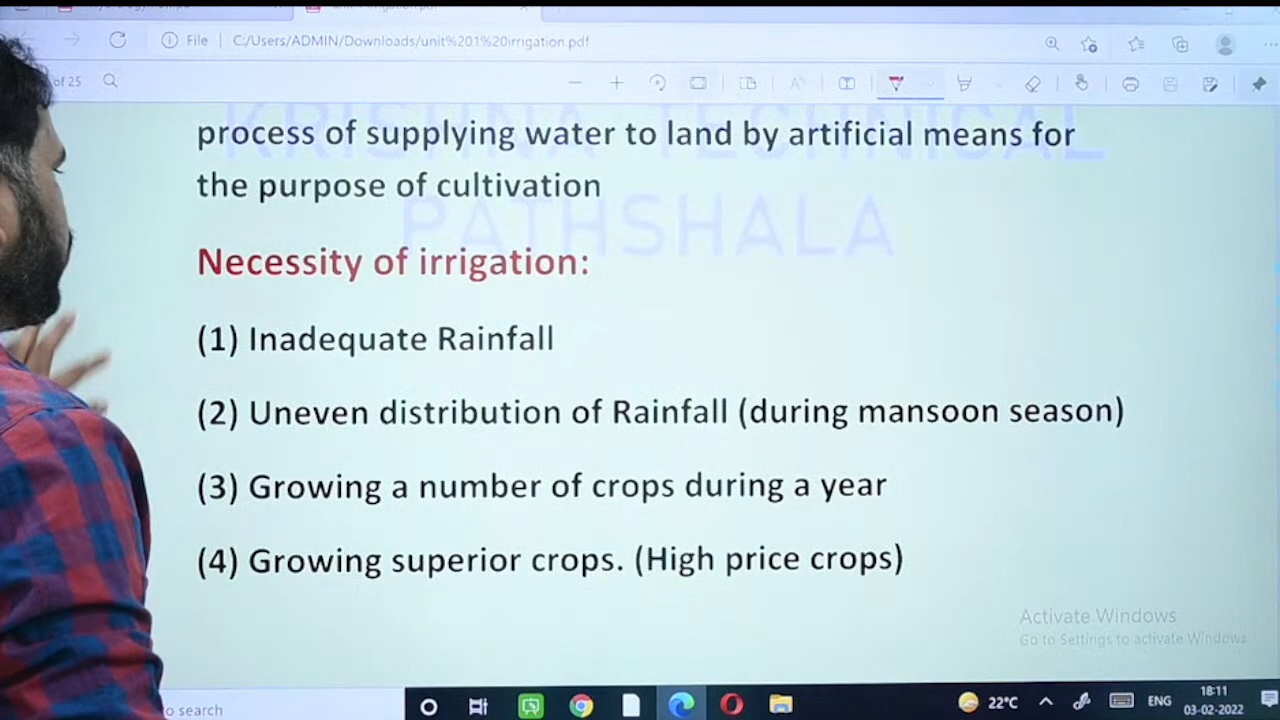 File C:/Users/ADMIN/Downloads/unit%201%20irrigation.pdf
of 25
KRISHNA TECHNICAL
PATHSHALA
process of supplying water to land by artificial means for
the purpose of cultivation
Necessity of irrigation:
(1) Inadequate Rainfall
(2) Uneven distribution of Rainfall (during mansoon season)
(3) Growing a number of crops during a year
(4) Growing superior crops. (High price crops)
Activate Windows
Go to Settings to activate Windows
o search
22°C
ENG
18:11
03-02-2022